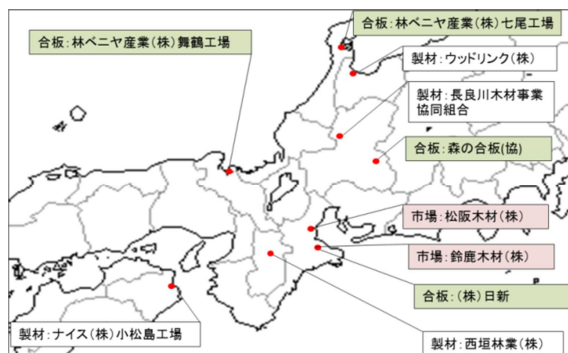 合板:林ベニヤ産業(株)七尾工場
合板:林ベニヤ産業(株)舞鶴工場
製材:ウッドリンク(株)
製材:長良川木材事業
協同組合
合板:森の合板(協)
市場:松阪木材(株)
市場:鈴鹿木材(株)
合板:(株)日新
製材:ナイス(株)小松島工場
製材:西垣林業(株)